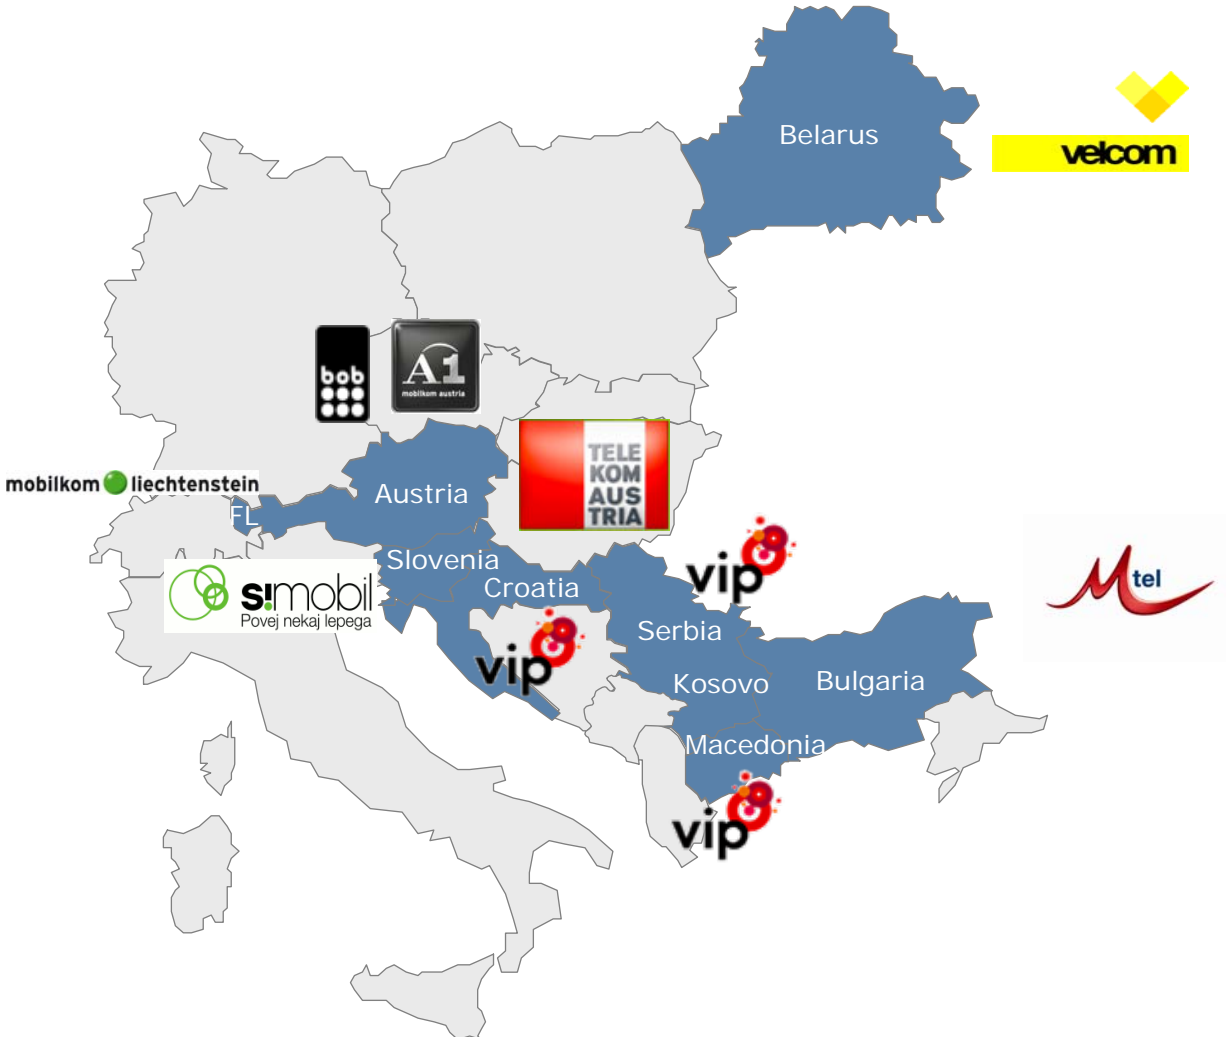 Belarus
velcom
bob
A1
mobilkom austria
TELE
KOM
AUS
TRIA
mobilkom liechtenstein
FL
Austria
Slovenia
Croatia
s!mobil
Povej nekaj lepega
vip
Mtel
Serbia
vip
Kosovo
Bulgaria
Macedonia
vip